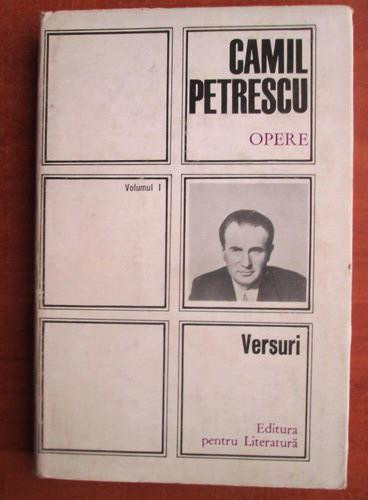 CAMIL
PETRESCU
OPERE
Volumul I
Versuri
Editura
pentru Literatură